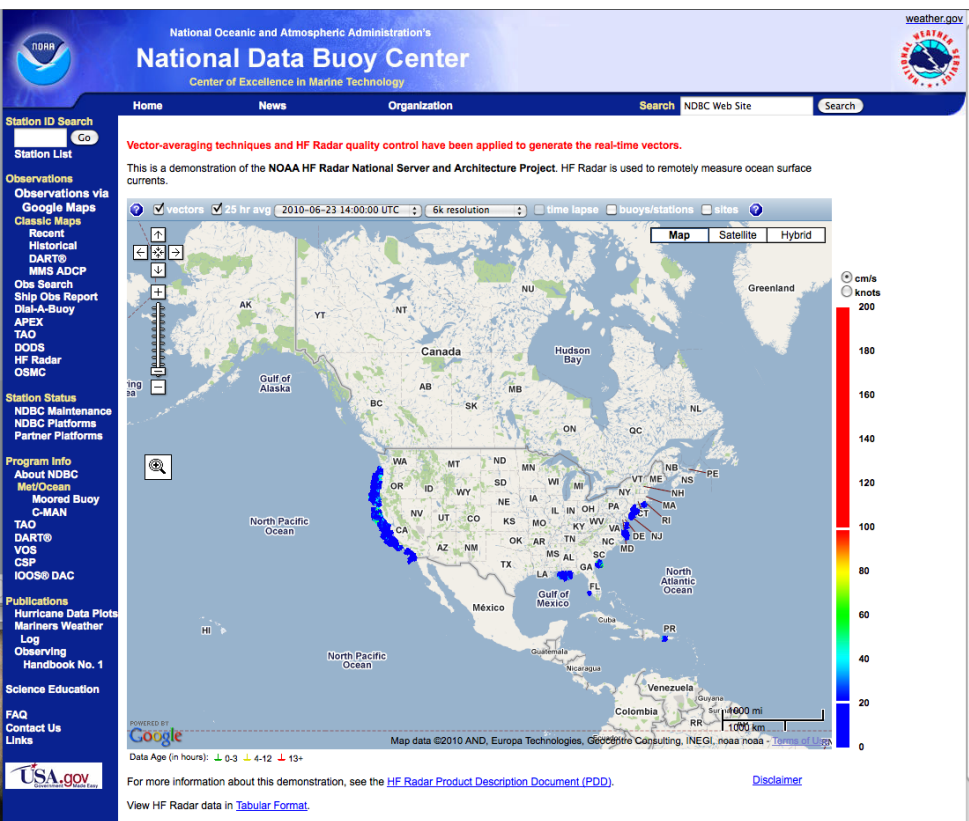 weather.gov
NOAA
National Oceanic and Atmospheric Administration's
National Data Buoy Center
Center of Excellence in Marine Technology
NATIONAL WEATHER SERVICE
Home News Organization Search NDBC Web Site Search
Station ID Search
Go
Station List
Observations
Observations via
Google Maps
Classic Maps
Recent
Historical
DART®
MMS ADCP
Obs Search
Ship Obs Report
Dial-A-Buoy
APEX
TAO
DODS
HF Radar
OSMC
Station Status
NDBC Maintenance
NDBC Platforms
Partner Platforms
Program Info
About NDBC
Met/Ocean
Moored Buoy
C-MAN
TAO
DART®
VOS
CSP
IOOS® DAC
Publications
Hurricane Data Plots
Mariners Weather
Log
Observing
Handbook No. 1
Science Education
FAQ
Contact Us
Links
USA.gov
Government Made Easy
Vector-averaging techniques and HF Radar quality control have been applied to generate the real-time vectors.
This is a demonstration of the NOAA HF Radar National Server and Architecture Project. HF Radar is used to remotely measure ocean surface
currents.
? vectors 25 hr avg 2010-06-23 14:00:00 UTC 6k resolution time lapse buoys/stations sites ?
Map Satellite Hybrid
Greenland
NU
AK
YT
NT
Canada
Hudson
Bay
Gulf of
Alaska
ring
ea
AB
MB
BC
SK
NL
ON
QC
WA
MT
ND
MN
NB
PE
OR
ID
SD
WI
MI
VT
ME
NS
WY
NY
NH
NE
IA
MA
NV
UT
CO
IL
IN
OH
PA
CT
RI
KS
MO
KY
WV
VA
DE
NJ
CA
OK
AR
TN
NC
MD
AZ
NM
MS
AL
SC
TX
GA
LA
FL
North Pacific
Ocean
North
Atlantic
Ocean
Gulf of
Mexico
México
Cuba
PR
HI
Guatemala
Nicaragua
North Pacific
Ocean
Venezuela
Guyana
Colombia
RR
Ecuador
1000 mi
1000 km
POWERED BY
Google
Map data ©2010 AND, Europa Technologies, Geocentre Consulting, INEGI, noaa noaa - Terms of U
RN
cm/s
knots
200
180
160
140
120
100
80
60
40
20
0
Data Age (in hours): 0-3 4-12 13+
For more information about this demonstration, see the HF Radar Product Description Document (PDD). Disclaimer
View HF Radar data in Tabular Format.